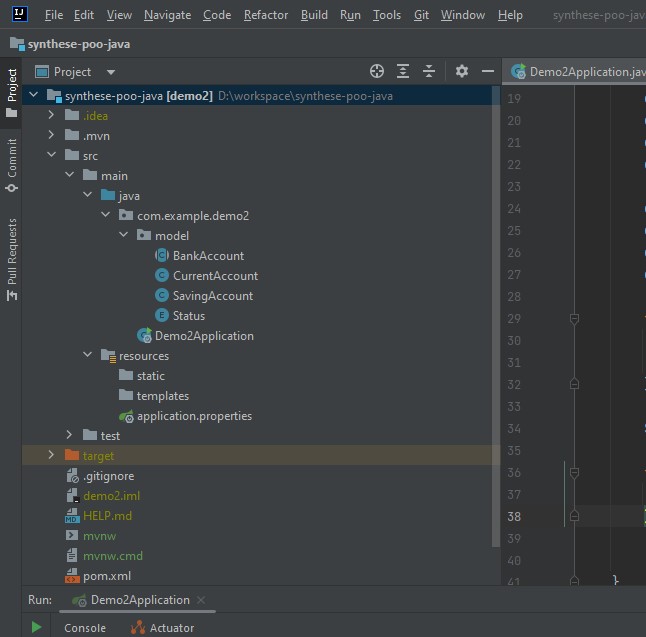 IJ File Edit View Navigate Code Refactor Build Run Tools Git Window Help synthese-poo-jav
synthese-poo-java
Project
Commit
Pull Requests
Project
Demo2Application.jav
synthese-poo-java [demo2] D:\workspace\synthese-poo-java
.idea
.mvn
src
main
java
com.example.demo2
model
C BankAccount
C CurrentAccount
C SavingAccount
E Status
Demo2Application
resources
static
templates
application.properties
test
target
.gitignore
demo2.iml
MD HELP.md
mvnw
mvnw.cmd
pom.xml
19
20
21
22
23
24
25
26
27
28
29
30
31
32
33
34
35
36
37
38
39
40
41 }
Run: Demo2Application
Console Actuator